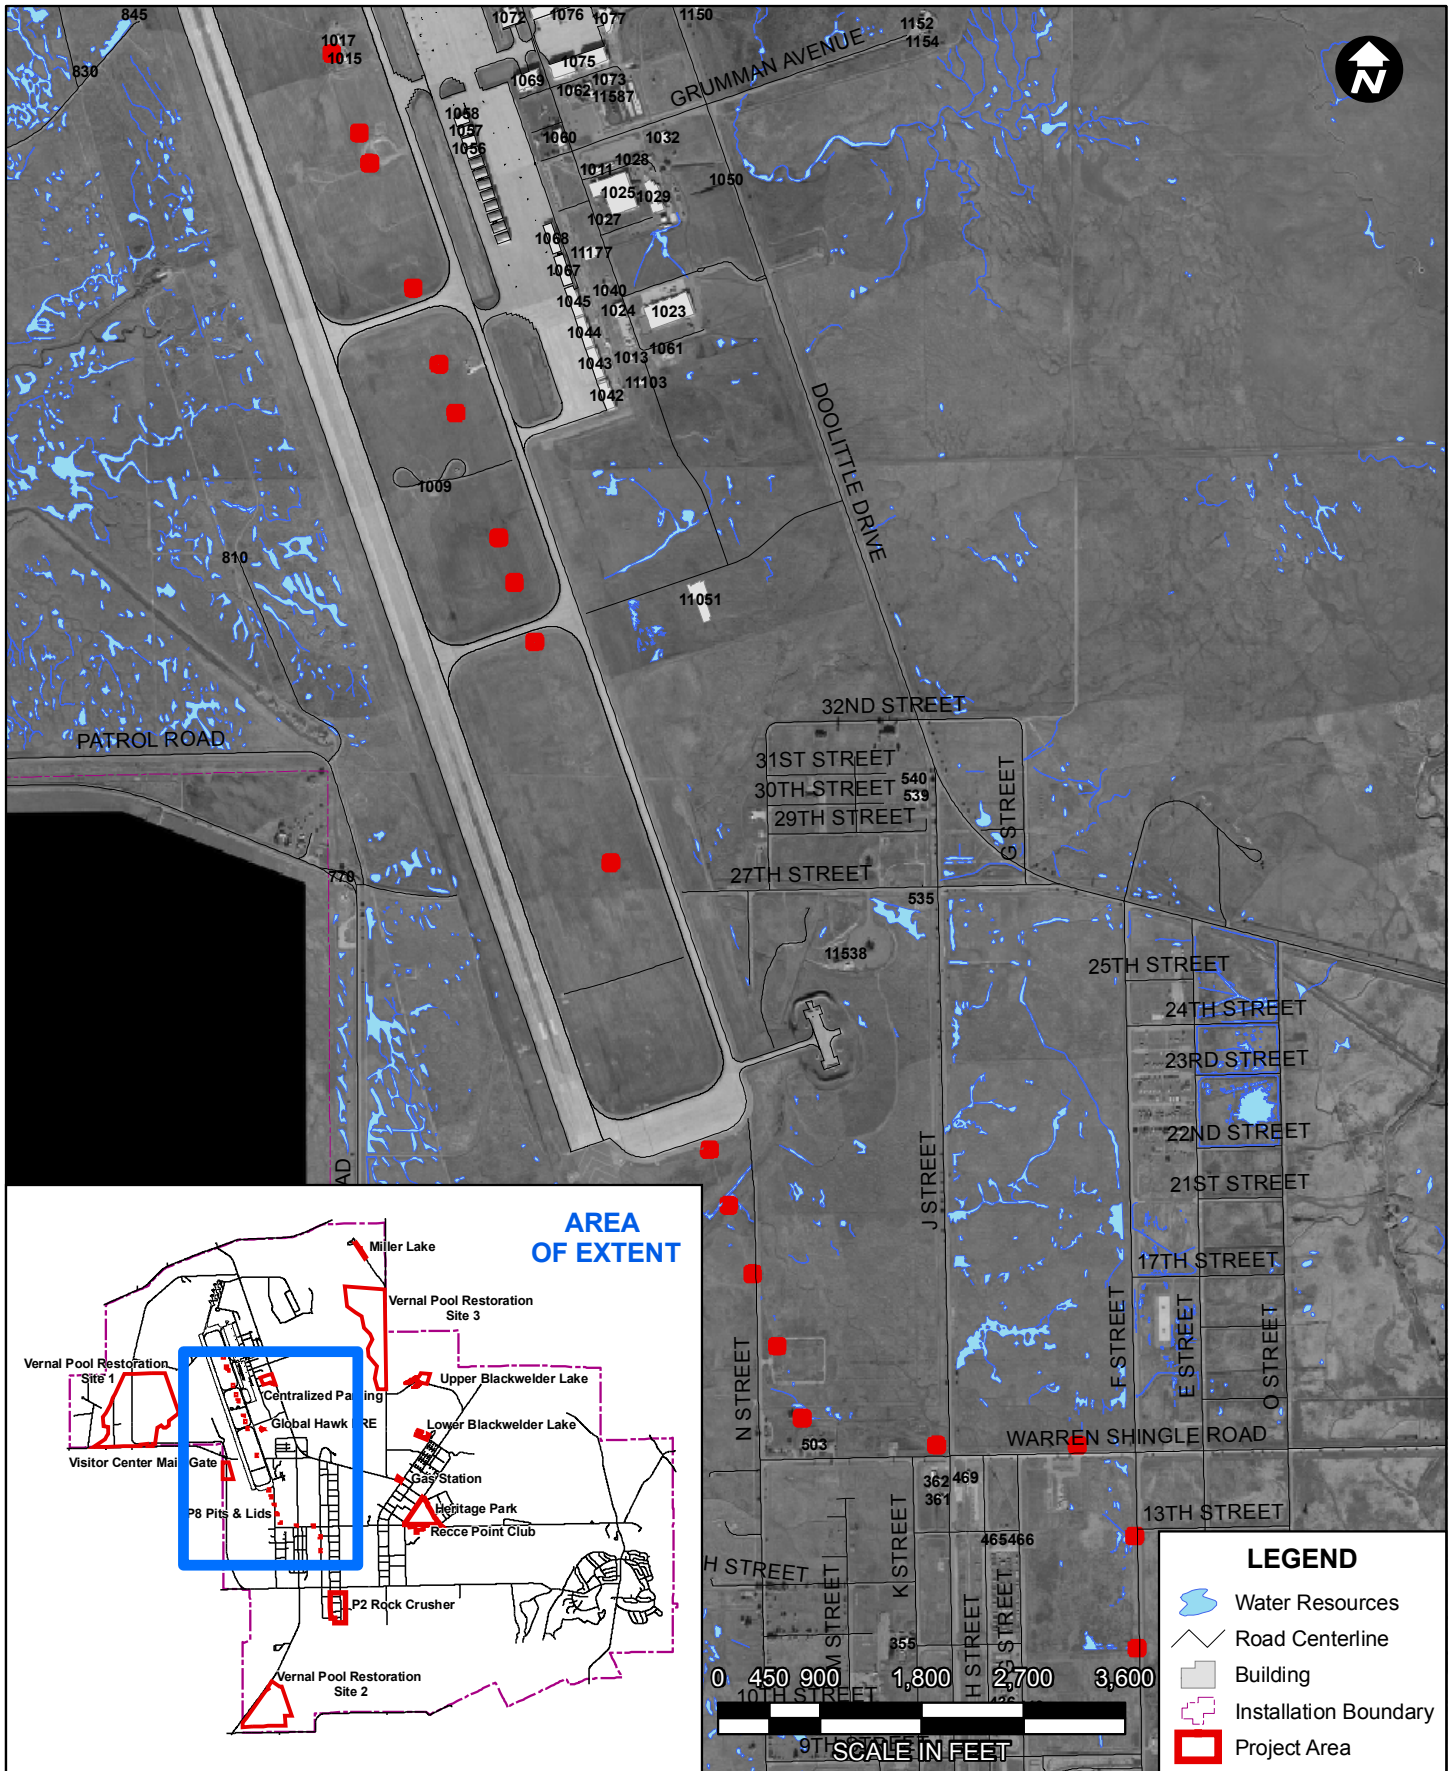 845
830
1017
1015
1072
1076
1077
1150
1152
1154
GRUMMAN AVENUE
N
1075
1069
1073
1062
11587
1058
1057
1056
1060
1032
1028
1011
1025
1029
1050
1027
1068
11177
1067
1040
1045
1024
1023
1044
1061
1013
1043
11103
1042
DOOLITTLE DRIVE
1009
810
11051
PATROL ROAD
32ND STREET
31ST STREET
540
30TH STREET
539
29TH STREET
G STREET
27TH STREET
770
535
11538
25TH STREET
24TH STREET
23RD STREET
22ND STREET
21ST STREET
17TH STREET
J STREET
F STREET
E STREET
O STREET
N STREET
AD
503
WARREN SHINGLE ROAD
362
469
361
13TH STREET
465
466
K STREET
H STREET
M STREET
H STREET
STREET
355
10TH STREET
9TH STREET
0 450 900 1,800 2,700 3,600
SCALE IN FEET
AREA
OF EXTENT
Miller Lake
Vernal Pool Restoration
Site 3
Vernal Pool Restoration
Site 1
Upper Blackwelder Lake
Centralized Parking
Global Hawk
Lower Blackwelder Lake
Visitor Center Main Gate
Gas Station
P8 Pits & Lids
Heritage Park
Recce Point Club
P2 Rock Crusher
Vernal Pool Restoration
Site 2
LEGEND
Water Resources
Road Centerline
Building
Installation Boundary
Project Area